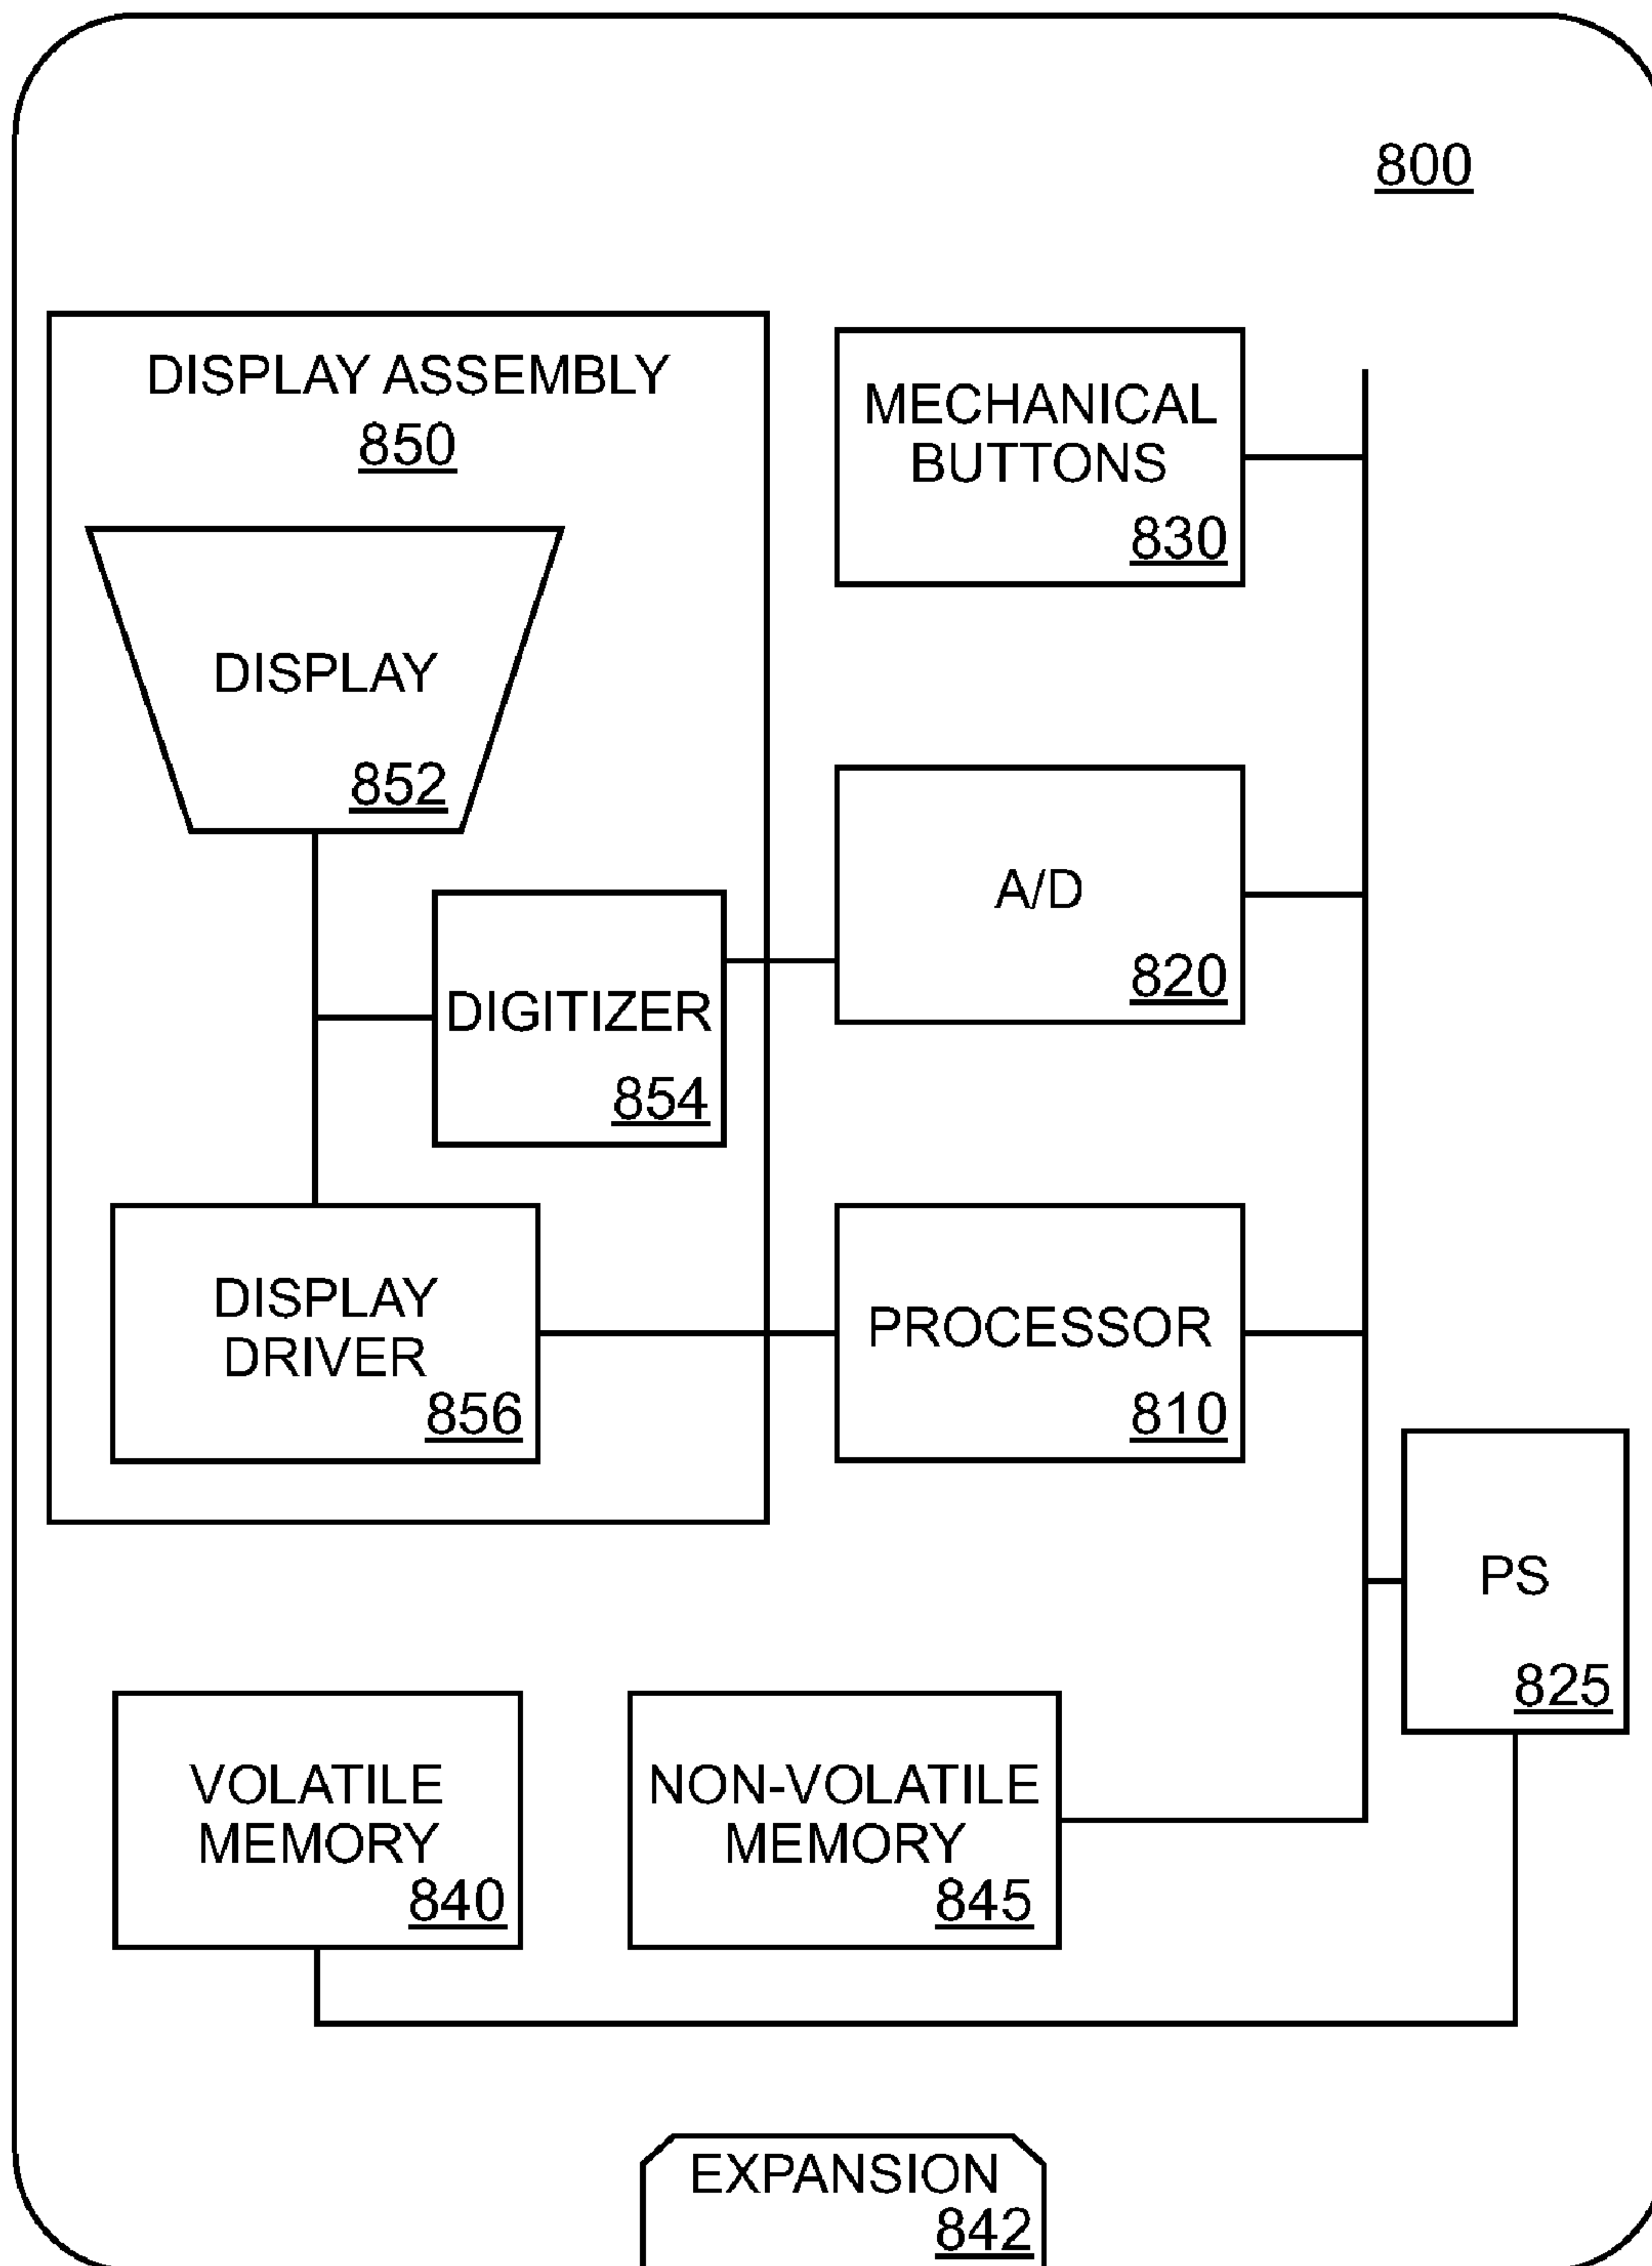 800
DISPLAY ASSEMBLY
850
DISPLAY
852
DIGITIZER
854
DISPLAY
DRIVER
856
MECHANICAL
BUTTONS
830
A/D
820
PROCESSOR
810
PS
825
VOLATILE
MEMORY
840
NON-VOLATILE
MEMORY
845
EXPANSION
842